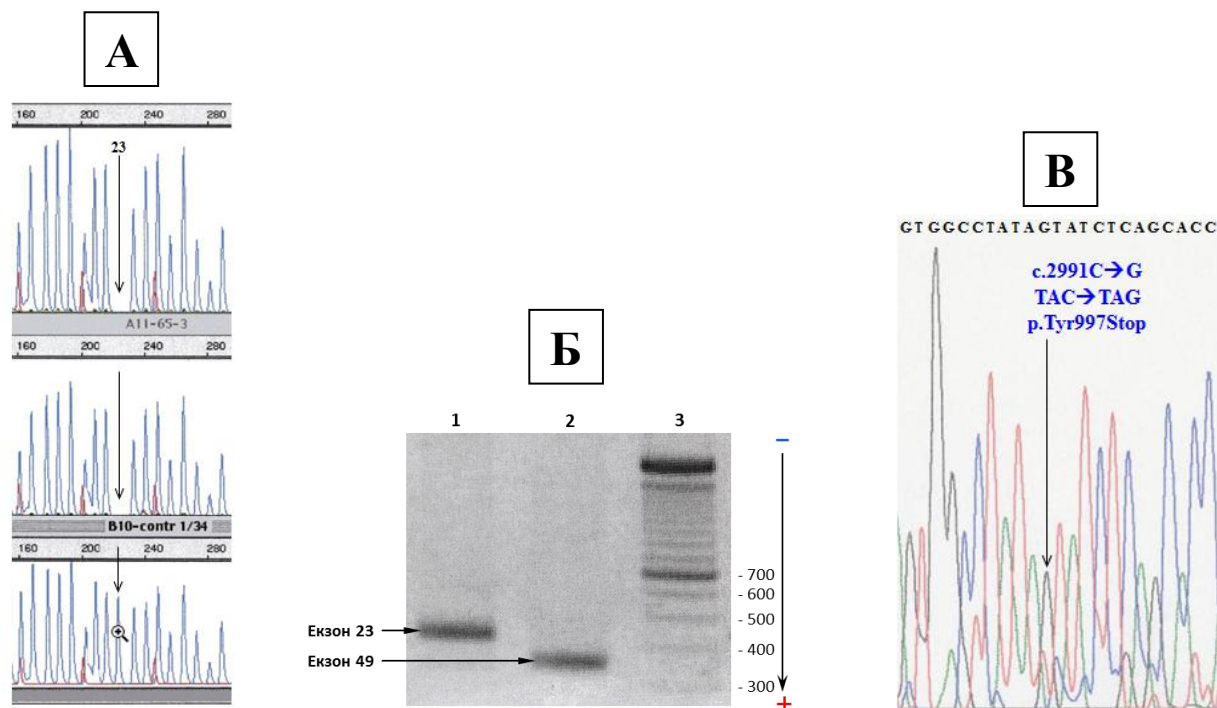 А
160 200 240 280
23
A11-65-3
160 200 240 280
B10-contr 1/34
160 200 240 280
Б
1 2 3
–
- 700
- 600
- 500
- 400
- 300
+
Екзон 23
Екзон 49
В
GTGGCCTATAGTATCTCAGCACC
c.2991C→G
TAC→TAG
p.Tyr997Stop